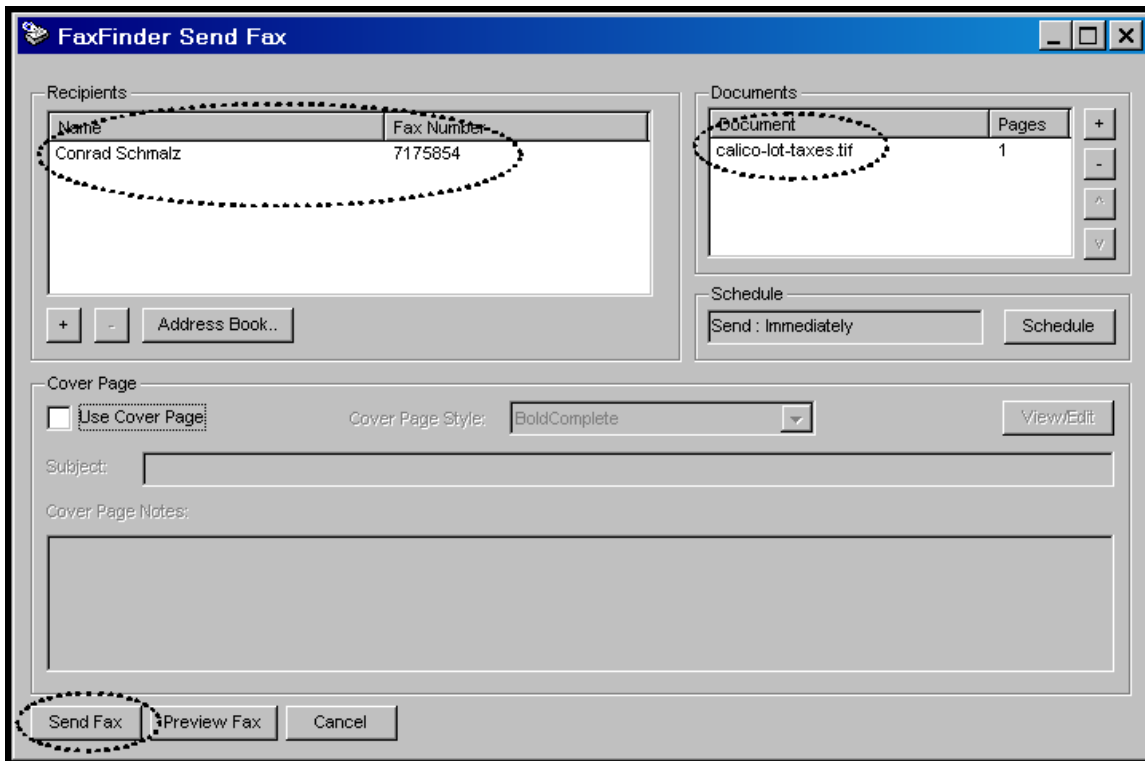 FaxFinder Send Fax
Recipients
Name Fax Number
Conrad Schmalz 7175854
+ - Address Book..
Documents
Document Pages
calico-lot-taxes.tif 1
+
-
^
v
Schedule
Send : Immediately Schedule
Cover Page
Use Cover Page Cover Page Style: BoldComplete View/Edit
Subject:
Cover Page Notes:
Send Fax Preview Fax Cancel